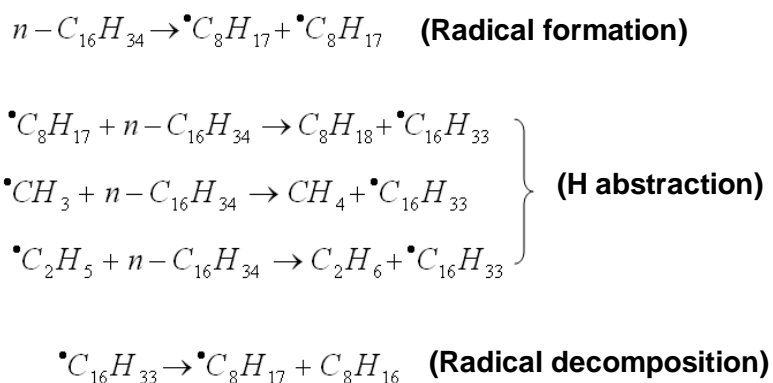 n − C₁₆H₃₄ → •C₈H₁₇ + •C₈H₁₇ (Radical formation)
•C₈H₁₇ + n − C₁₆H₃₄ → C₈H₁₈ + •C₁₆H₃₃
•CH₃ + n − C₁₆H₃₄ → CH₄ + •C₁₆H₃₃ (H abstraction)
•C₂H₅ + n − C₁₆H₃₄ → C₂H₆ + •C₁₆H₃₃
•C₁₆H₃₃ → •C₈H₁₇ + C₈H₁₆ (Radical decomposition)